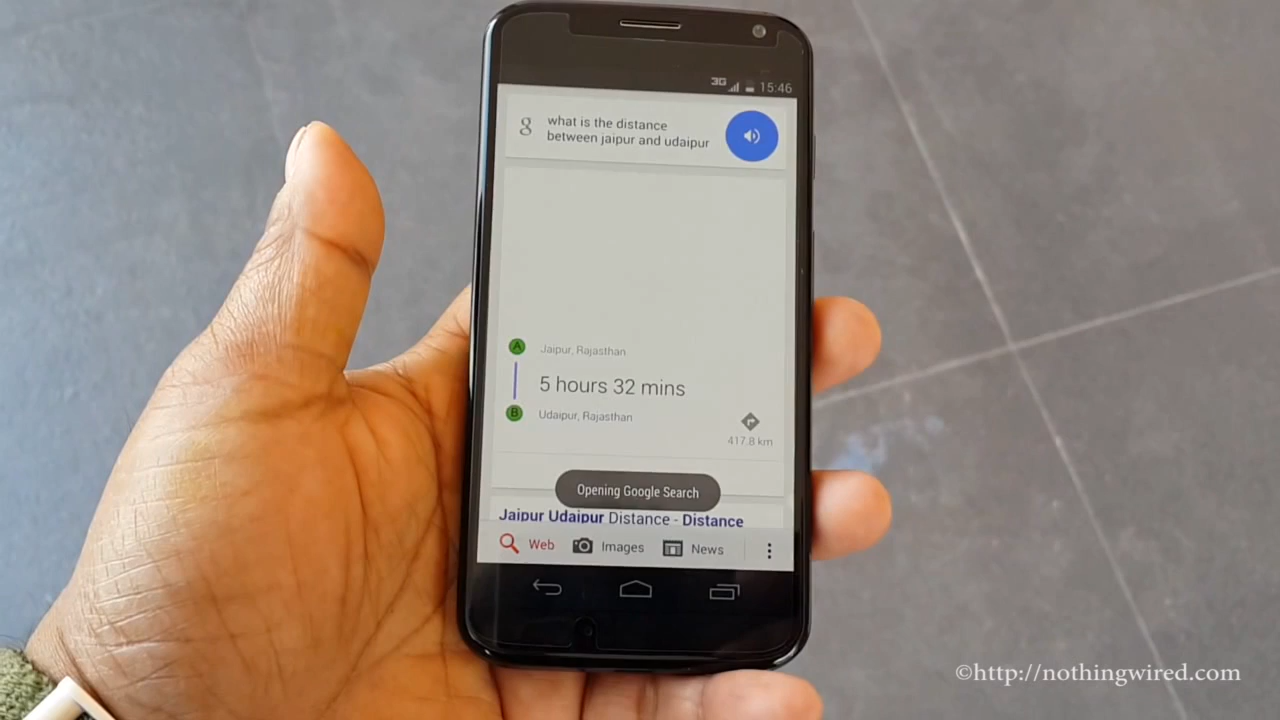 3G 15:46
g what is the distance
between jaipur and udaipur
A Jaipur, Rajasthan
5 hours 32 mins
B Udaipur, Rajasthan
417.8 km
Opening Google Search
Jaipur Udaipur Distance - Distance
Web Images News
©http://nothingwired.com